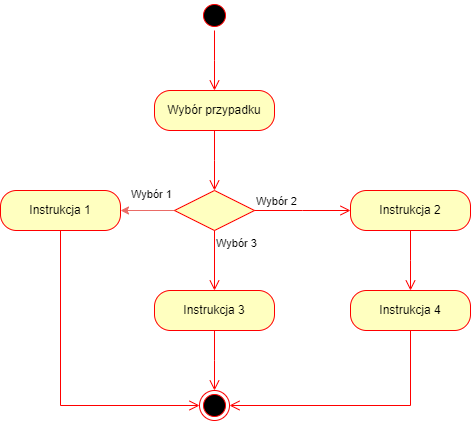 Wybór przypadku
Wybór 1
Wybór 2
Instrukcja 1
Instrukcja 2
Wybór 3
Instrukcja 3
Instrukcja 4